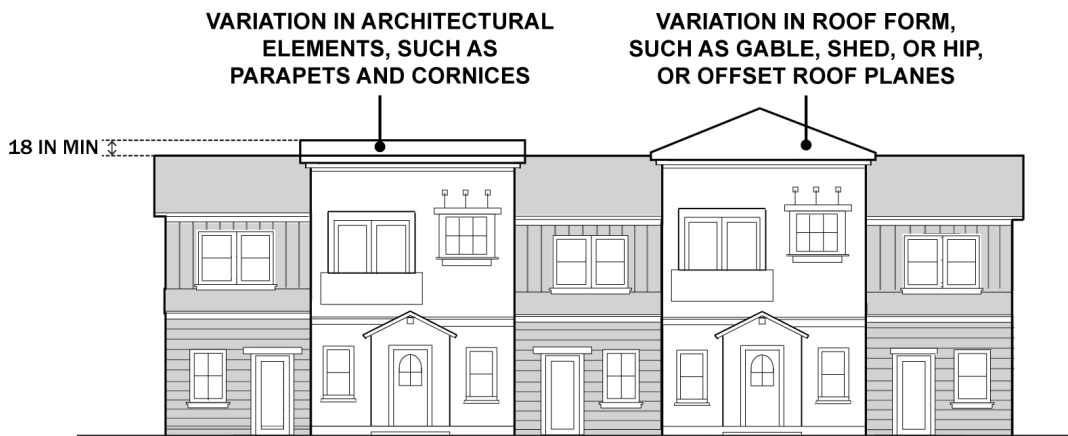 VARIATION IN ARCHITECTURAL
ELEMENTS, SUCH AS
PARAPETS AND CORNICES
VARIATION IN ROOF FORM,
SUCH AS GABLE, SHED, OR HIP,
OR OFFSET ROOF PLANES
18 IN MIN